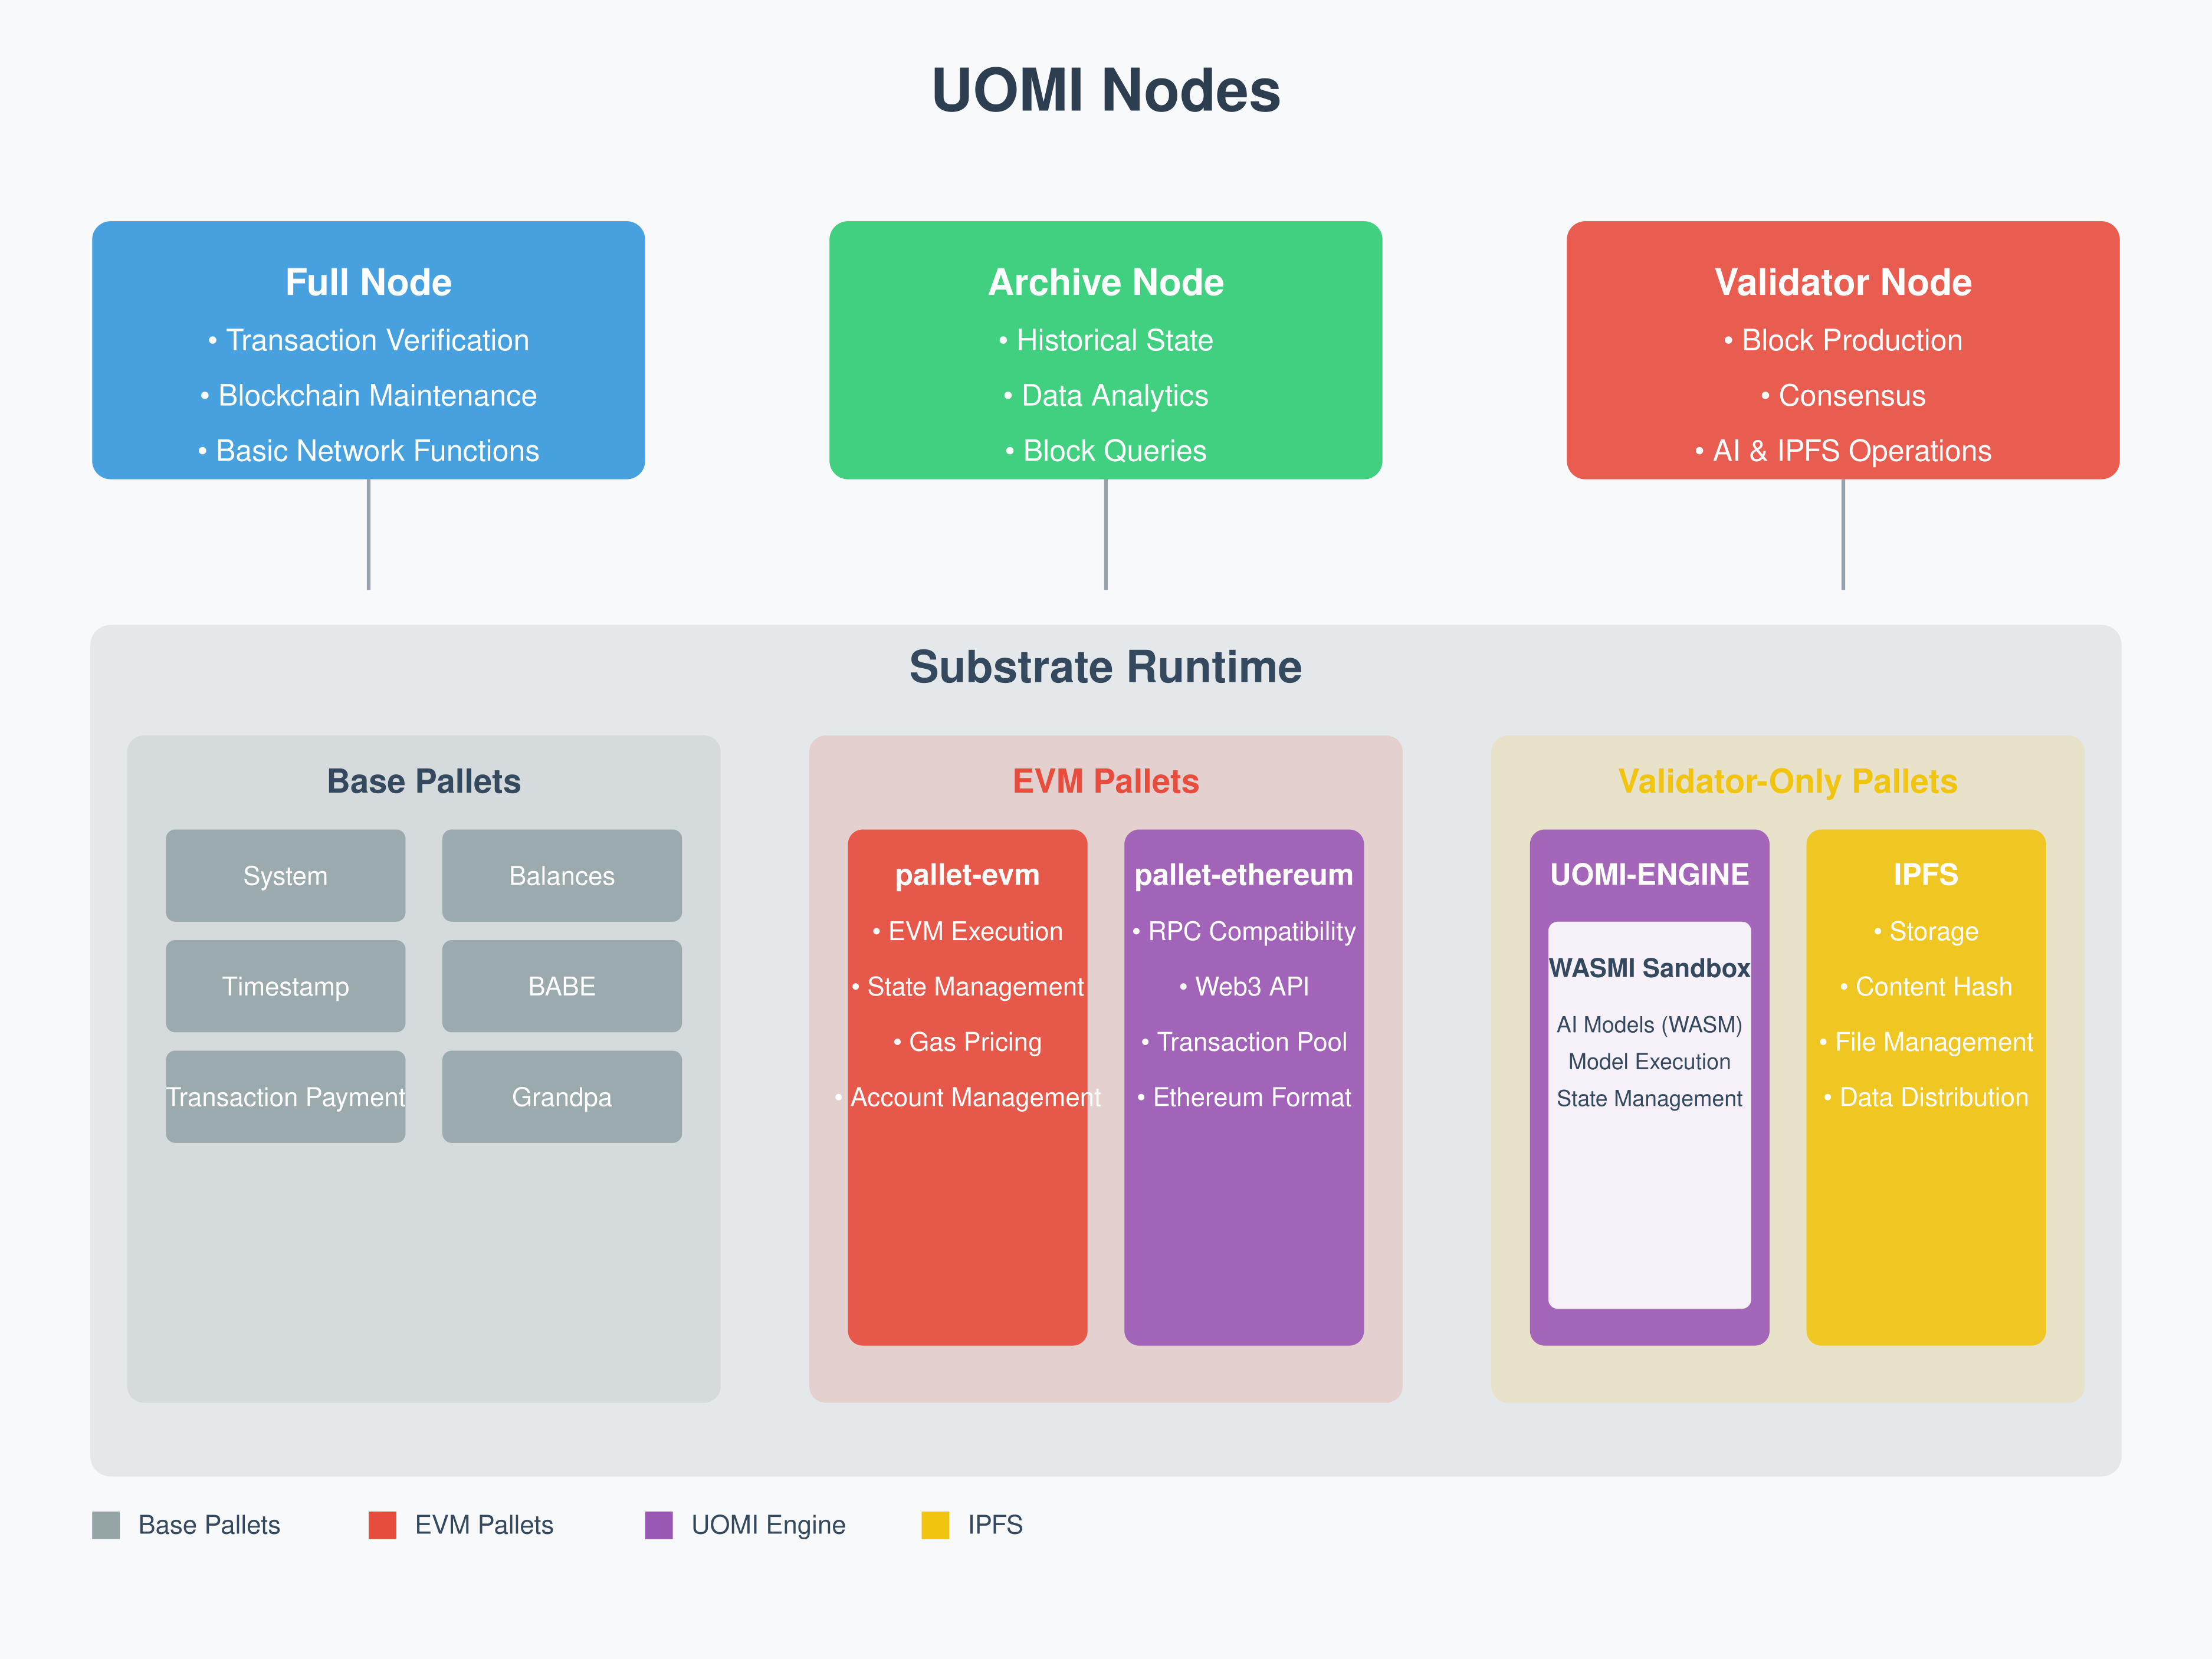 UOMI Nodes
Full Node
• Transaction Verification
• Blockchain Maintenance
• Basic Network Functions
Archive Node
• Historical State
• Data Analytics
• Block Queries
Validator Node
• Block Production
• Consensus
• AI & IPFS Operations
Substrate Runtime
Base Pallets
System
Balances
Timestamp
BABE
Transaction Payment
Grandpa
EVM Pallets
pallet-evm
• EVM Execution
• State Management
• Gas Pricing
• Account Management
pallet-ethereum
• RPC Compatibility
• Web3 API
• Transaction Pool
• Ethereum Format
Validator-Only Pallets
UOMI-ENGINE
WASMI Sandbox
AI Models (WASM)
Model Execution
State Management
IPFS
• Storage
• Content Hash
• File Management
• Data Distribution
Base Pallets
EVM Pallets
UOMI Engine
IPFS